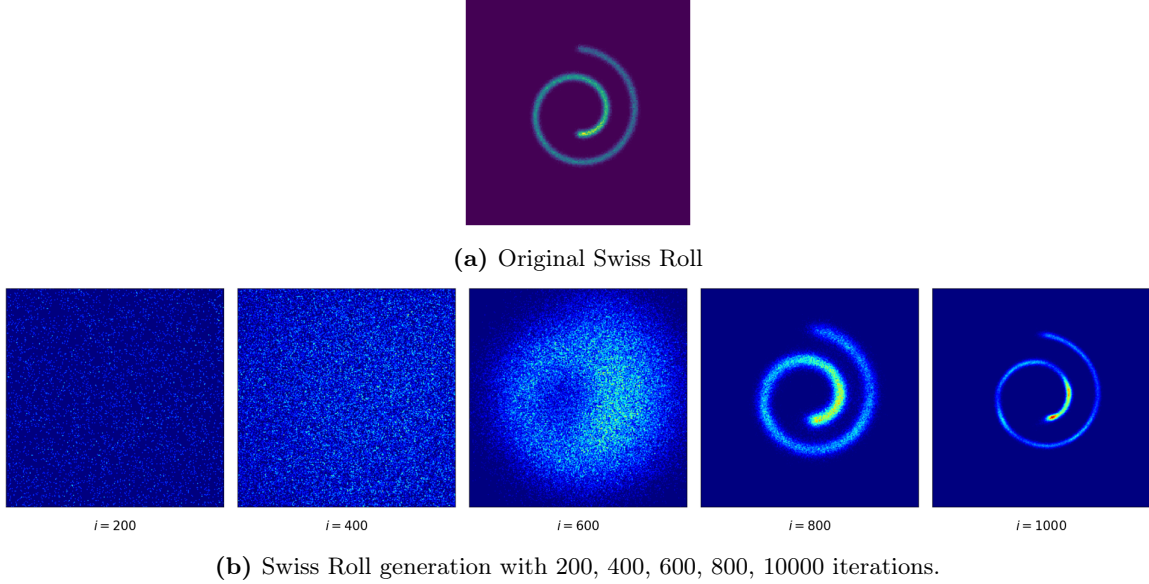 (a) Original Swiss Roll
i = 200 i = 400 i = 600 i = 800 i = 1000
(b) Swiss Roll generation with 200, 400, 600, 800, 10000 iterations.